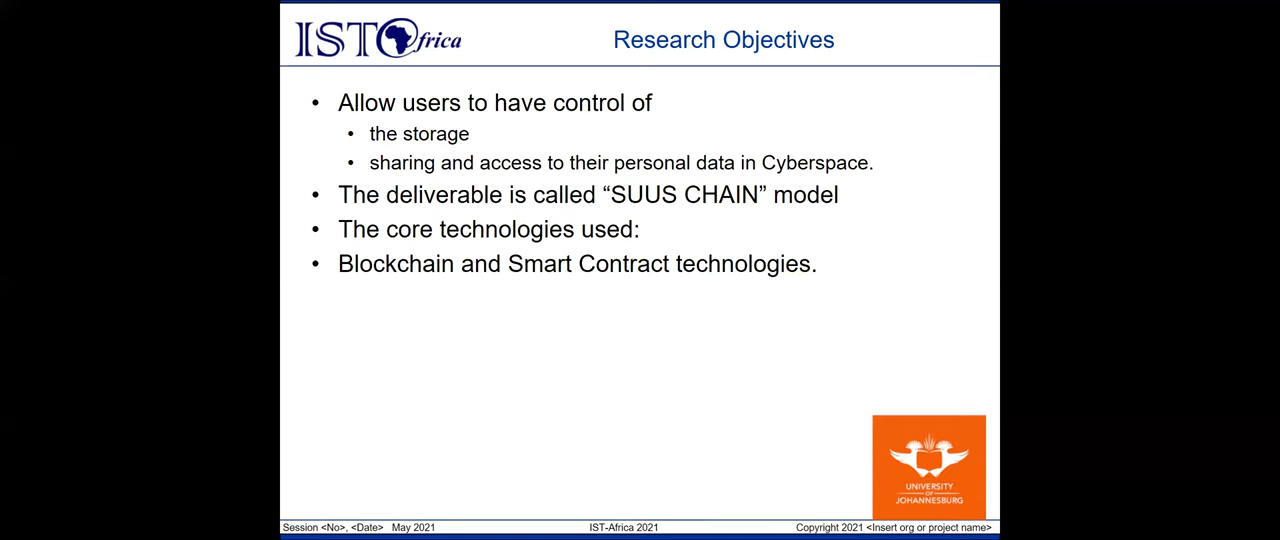 ISTAfrica
Research Objectives
• Allow users to have control of
• the storage
• sharing and access to their personal data in Cyberspace.
• The deliverable is called “SUUS CHAIN” model
• The core technologies used:
• Blockchain and Smart Contract technologies.
UNIVERSITY
OF
JOHANNESBURG
Session <No>, <Date> May 2021
IST-Africa 2021
Copyright 2021 <Insert org or project name>